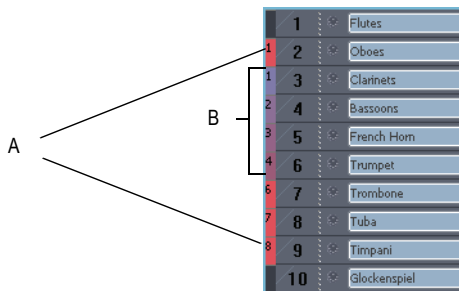 1 Flutes
1 2 Oboes
1 3 Clarinets
2 4 Bassoons
3 5 French Horn
4 6 Trumpet
6 7 Trombone
7 8 Tuba
8 9 Timpani
10 Glockenspiel
A
B